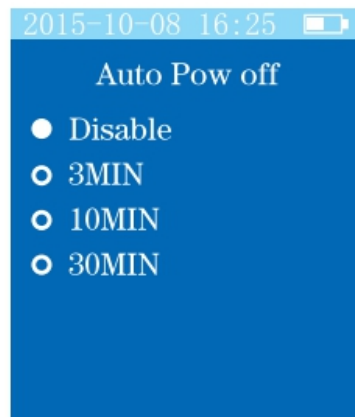 2015-10-08 16:25
Auto Pow off
Disable
3MIN
10MIN
30MIN